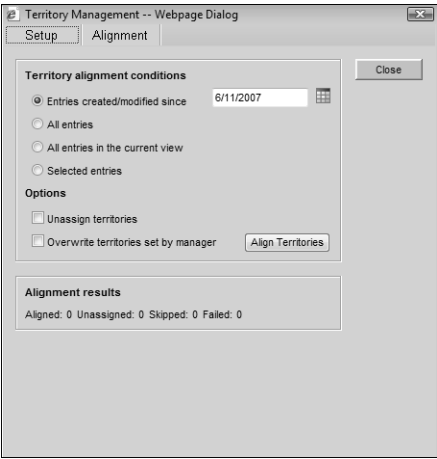 Territory Management -- Webpage Dialog
Setup Alignment
Territory alignment conditions
Close
Entries created/modified since 6/11/2007
All entries
All entries in the current view
Selected entries
Options
Unassign territories
Overwrite territories set by manager Align Territories
Alignment results
Aligned: 0 Unassigned: 0 Skipped: 0 Failed: 0